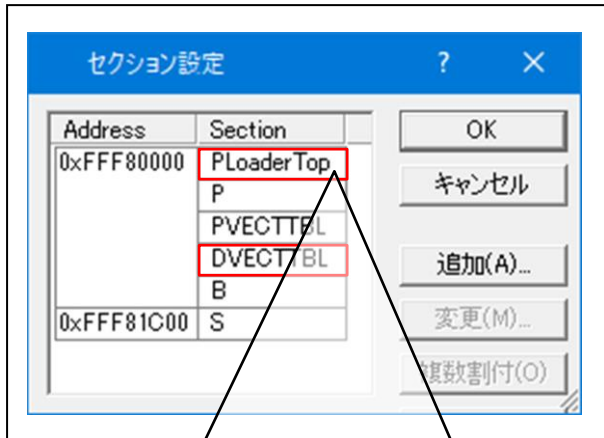 セクション設定 ? ×
Address Section
0xFFF80000 PLoaderTop
P
PVECTTBL
DVECTTBL
B
0xFFF81C00 S
OK
キャンセル
追加(A)...
変更(M)...
複数割付(O)